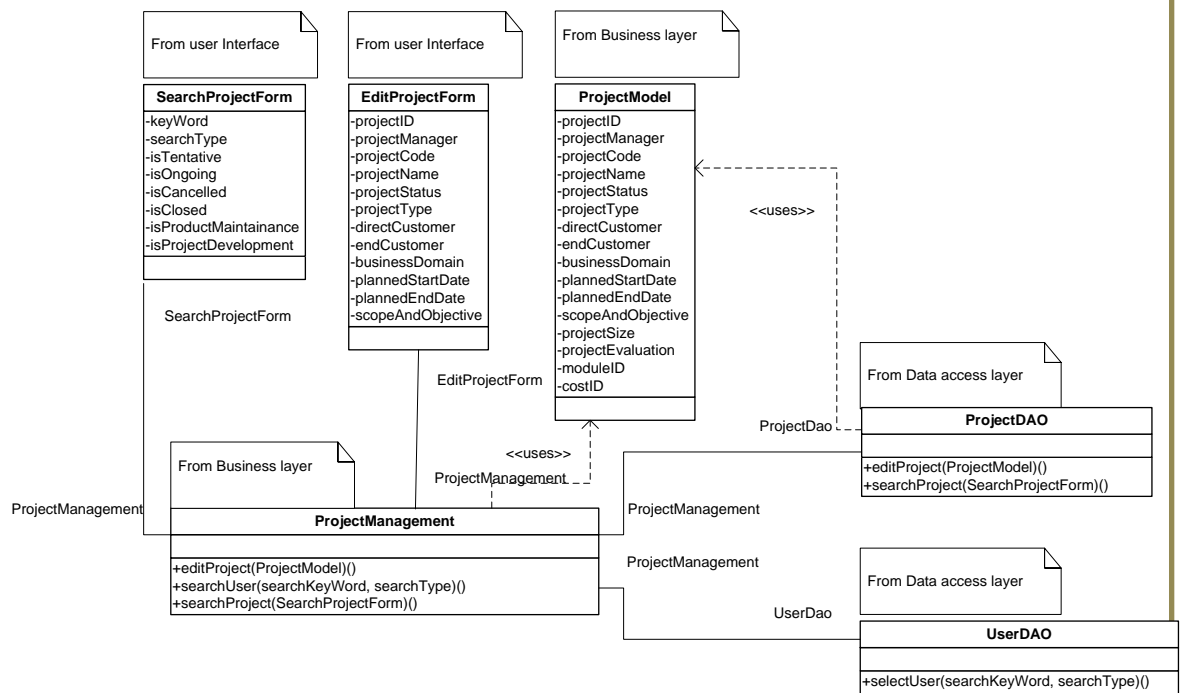 From user Interface
From user Interface
From Business layer
SearchProjectForm
-keyWord
-searchType
-isTentative
-isOngoing
-isCancelled
-isClosed
-isProductMaintainance
-isProjectDevelopment
EditProjectForm
-projectID
-projectManager
-projectCode
-projectName
-projectStatus
-projectType
-directCustomer
-endCustomer
-businessDomain
-plannedStartDate
-plannedEndDate
-scopeAndObjective
ProjectModel
-projectID
-projectManager
-projectCode
-projectName
-projectStatus
-projectType
-directCustomer
-endCustomer
-businessDomain
-plannedStartDate
-plannedEndDate
-scopeAndObjective
-projectSize
-projectEvaluation
-moduleID
-costID
<<uses>>
SearchProjectForm
EditProjectForm
From Data access layer
ProjectDao
ProjectDAO
+editProject(ProjectModel)()
+searchProject(SearchProjectForm)()
<<uses>>
From Business layer
ProjectManagement
ProjectManagement
ProjectManagement
ProjectManagement
+editProject(ProjectModel)()
+searchUser(searchKeyWord, searchType)()
+searchProject(SearchProjectForm)()
ProjectManagement
From Data access layer
UserDao
UserDAO
+selectUser(searchKeyWord, searchType)()